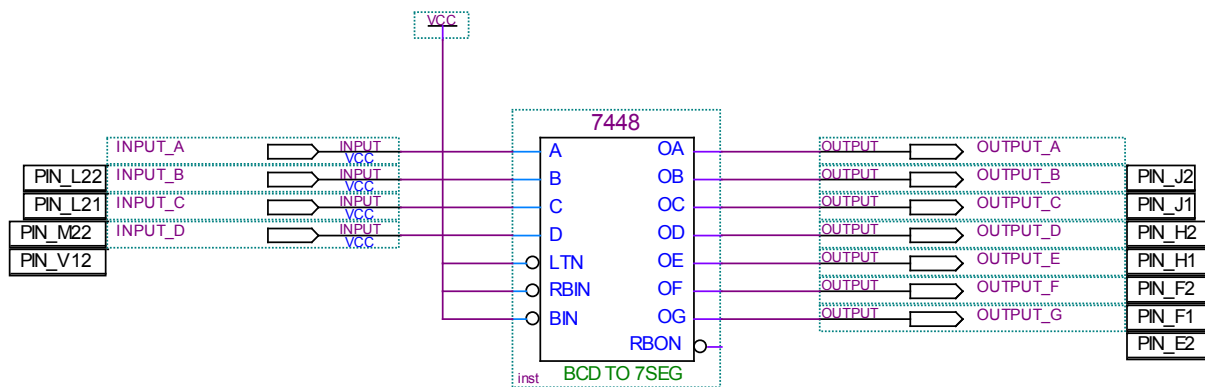 VCC
7448
INPUT_A INPUT VCC A OA OUTPUT OUTPUT_A
PIN_L22 INPUT_B INPUT VCC B OB OUTPUT OUTPUT_B PIN_J2
PIN_L21 INPUT_C INPUT VCC C OC OUTPUT OUTPUT_C PIN_J1
PIN_M22 INPUT_D INPUT VCC D OD OUTPUT OUTPUT_D PIN_H2
PIN_V12 LTN OE OUTPUT OUTPUT_E PIN_H1
RBIN OF OUTPUT OUTPUT_F PIN_F2
BIN OG OUTPUT OUTPUT_G PIN_F1
RBON PIN_E2
inst BCD TO 7SEG